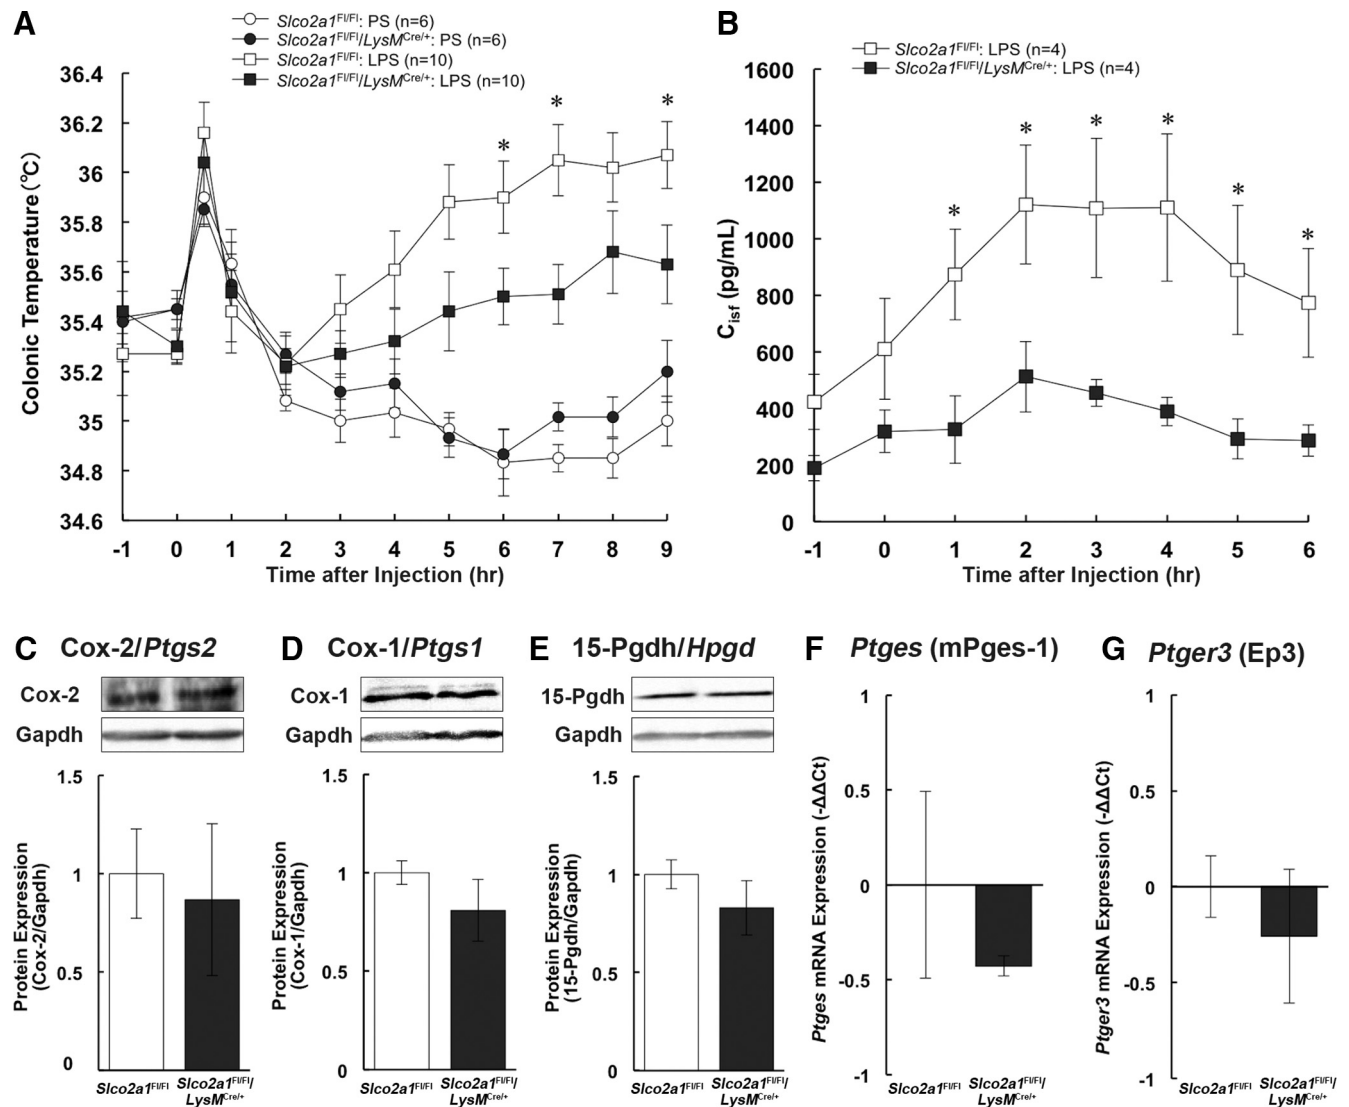 A
Slco2a1Fl/Fl: PS (n=6)
Slco2a1Fl/Fl/LysMCre/+: PS (n=6)
Slco2a1Fl/Fl: LPS (n=10)
Slco2a1Fl/Fl/LysMCre/+: LPS (n=10)
36.4
36.2
36
35.8
35.6
35.4
35.2
35
34.8
34.6
Colonic Temperature (°C)
* * *
-1 0 1 2 3 4 5 6 7 8 9
Time after Injection (hr)
B
Slco2a1Fl/Fl: LPS (n=4)
Slco2a1Fl/Fl/LysMCre/+: LPS (n=4)
1600
1400
1200
1000
800
600
400
200
0
Cisf (pg/mL)
* * * * * *
-1 0 1 2 3 4 5 6
Time after Injection (hr)
C Cox-2/Ptgs2
Cox-2
Gapdh
1.5
1
0.5
0
Protein Expression
(Cox-2/Gapdh)
Slco2a1Fl/Fl
Slco2a1Fl/Fl/
LysMCre/+
D Cox-1/Ptgs1
Cox-1
Gapdh
1.5
1
0.5
0
Protein Expression
(Cox-1/Gapdh)
Slco2a1Fl/Fl
Slco2a1Fl/Fl/
LysMCre/+
E 15-Pgdh/Hpgd
15-Pgdh
Gapdh
1.5
1
0.5
0
Protein Expression
(15-Pgdh/Gapdh)
Slco2a1Fl/Fl
Slco2a1Fl/Fl/
LysMCre/+
F Ptges (mPges-1)
1
0.5
0
-0.5
-1
Ptges mRNA Expression (-ΔΔCt)
Slco2a1Fl/Fl
Slco2a1Fl/Fl/
LysMCre/+
G Ptger3 (Ep3)
1
0.5
0
-0.5
-1
Ptger3 mRNA Expression (-ΔΔCt)
Slco2a1Fl/Fl
Slco2a1Fl/Fl/
LysMCre/+